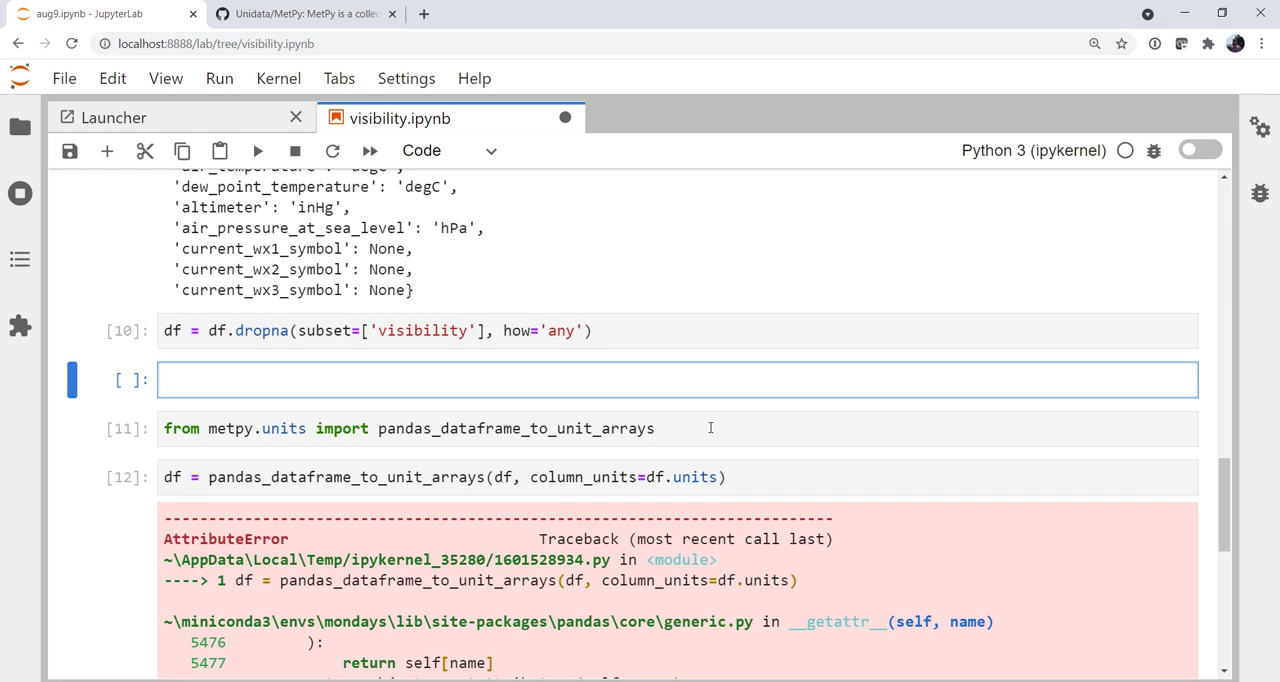 aug9.ipynb - JupyterLab
Unidata/MetPy: MetPy is a collec
localhost:8888/lab/tree/visibility.ipynb
File Edit View Run Kernel Tabs Settings Help
Launcher
visibility.ipynb
Code
Python 3 (ipykernel)
'dew_point_temperature': 'degC',
'altimeter': 'inHg',
'air_pressure_at_sea_level': 'hPa',
'current_wx1_symbol': None,
'current_wx2_symbol': None,
'current_wx3_symbol': None}
[10]: df = df.dropna(subset=['visibility'], how='any')
[ ]:
[11]: from metpy.units import pandas_dataframe_to_unit_arrays
[12]: df = pandas_dataframe_to_unit_arrays(df, column_units=df.units)
---------------------------------------------------------------------------
AttributeError Traceback (most recent call last)
~\AppData\Local\Temp/ipykernel_35280/1601528934.py in <module>
----> 1 df = pandas_dataframe_to_unit_arrays(df, column_units=df.units)
~\miniconda3\envs\mondays\lib\site-packages\pandas\core\generic.py in __getattr__(self, name)
5476 ):
5477 return self[name]